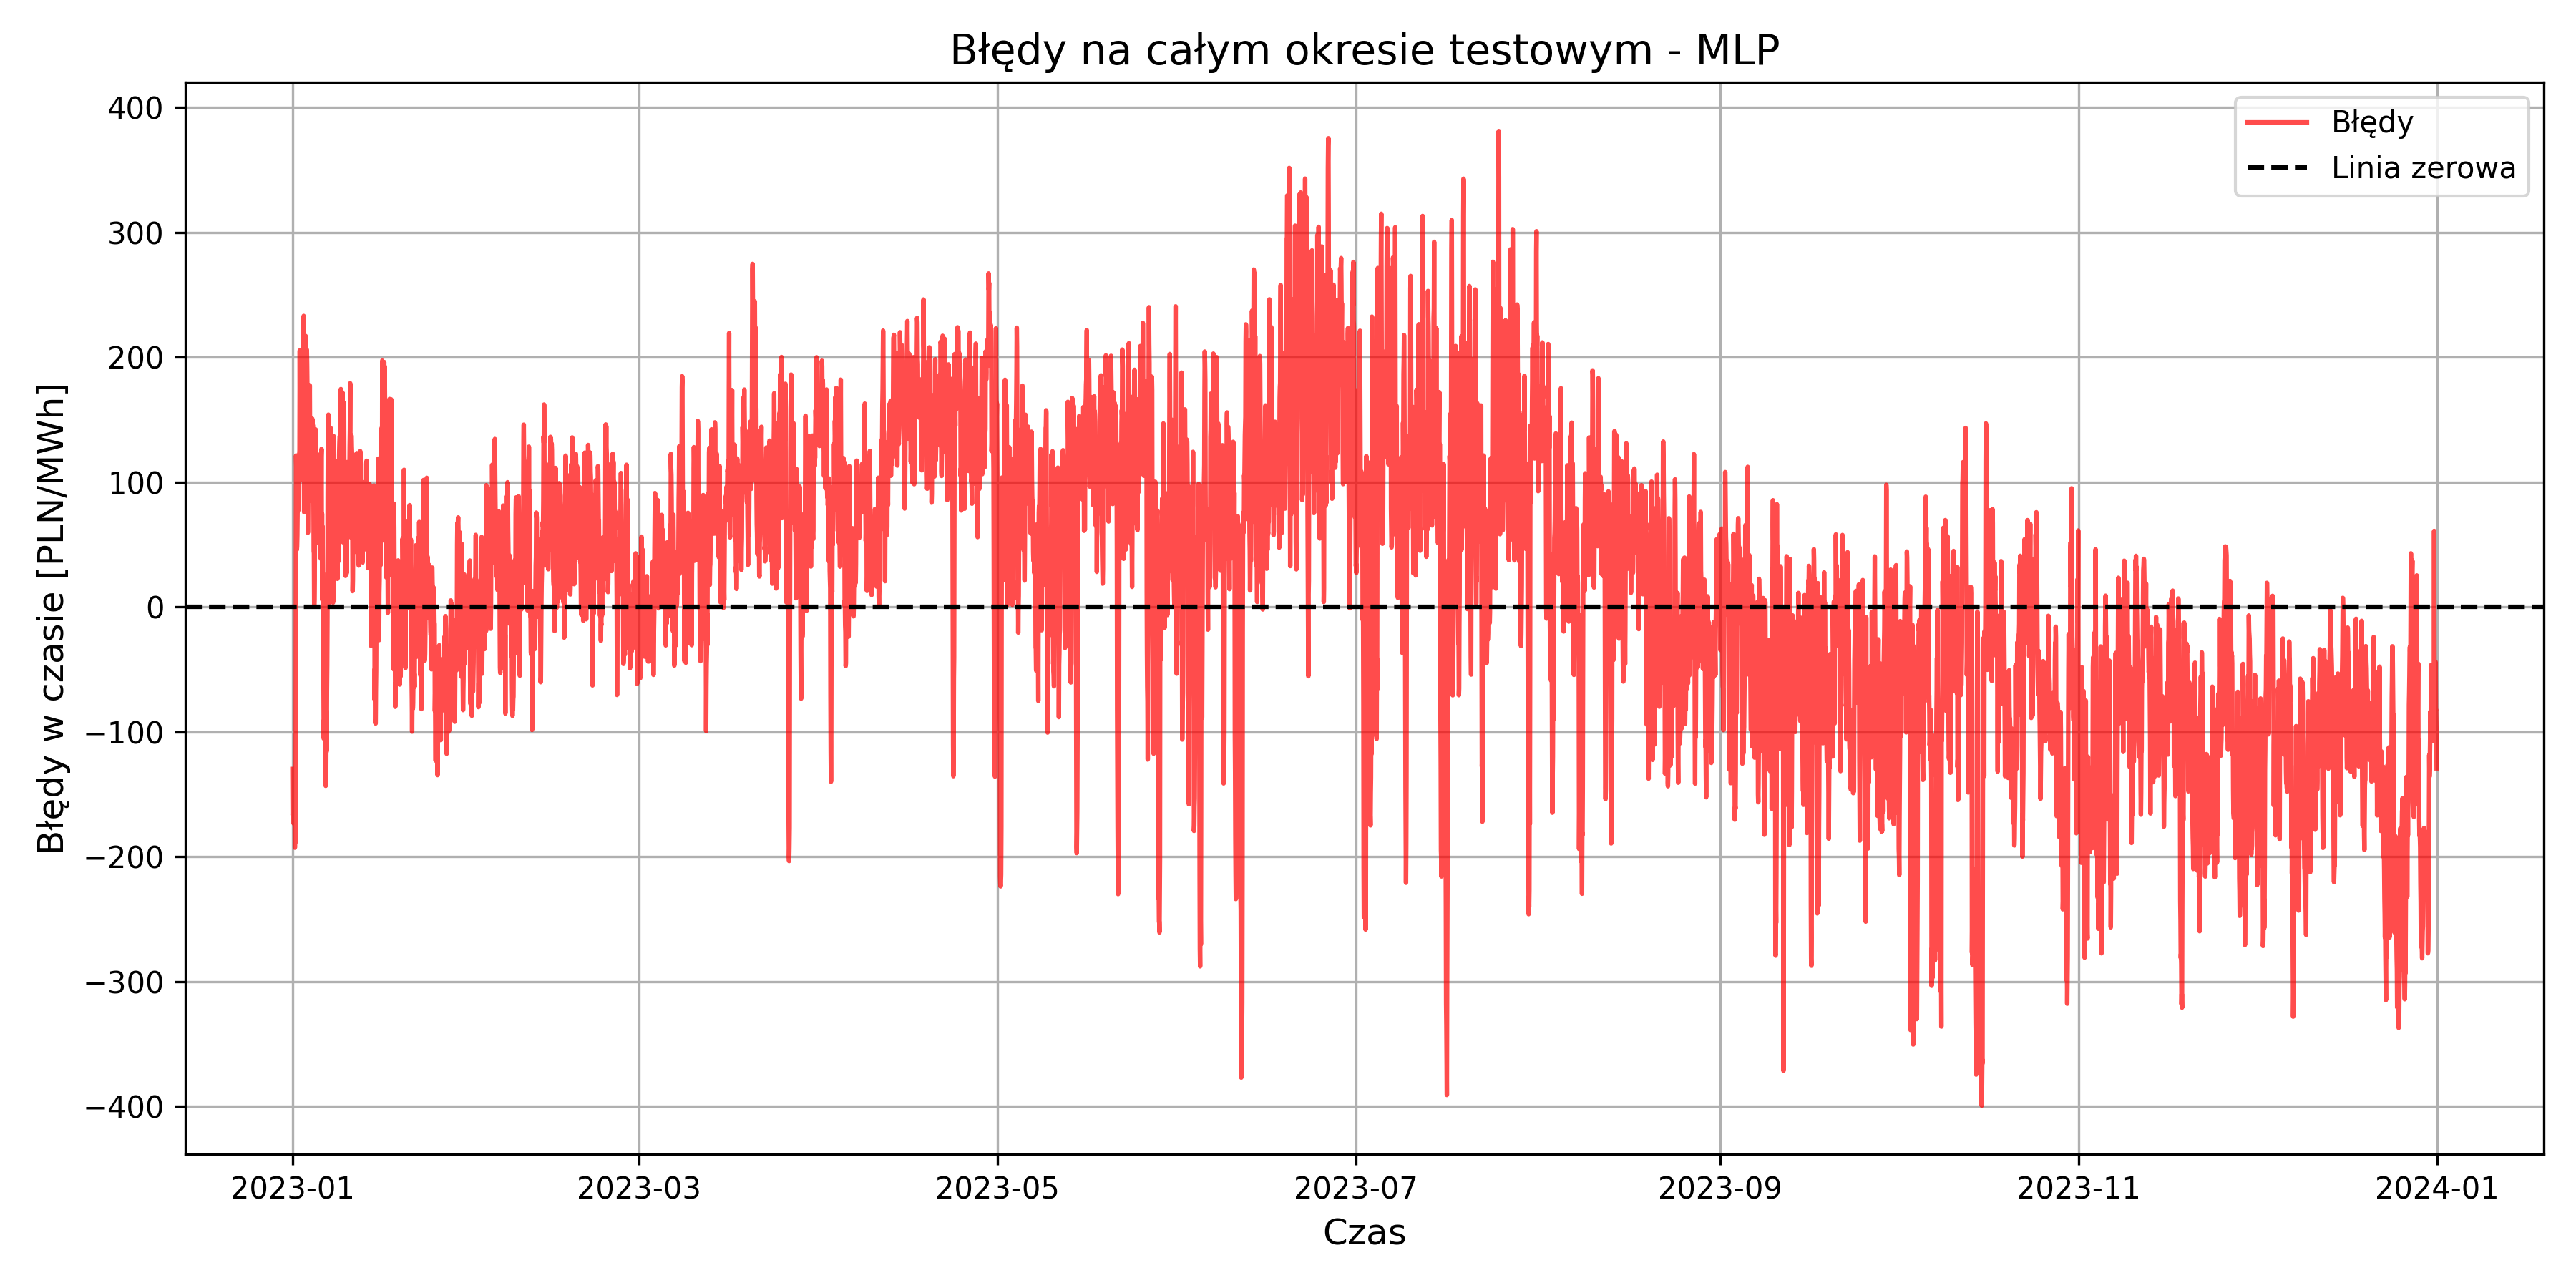 Błędy na całym okresie testowym - MLP
Błędy
Linia zerowa
Błędy w czasie [PLN/MWh]
400
300
200
100
0
−100
−200
−300
−400
2023-01 2023-03 2023-05 2023-07 2023-09 2023-11 2024-01
Czas